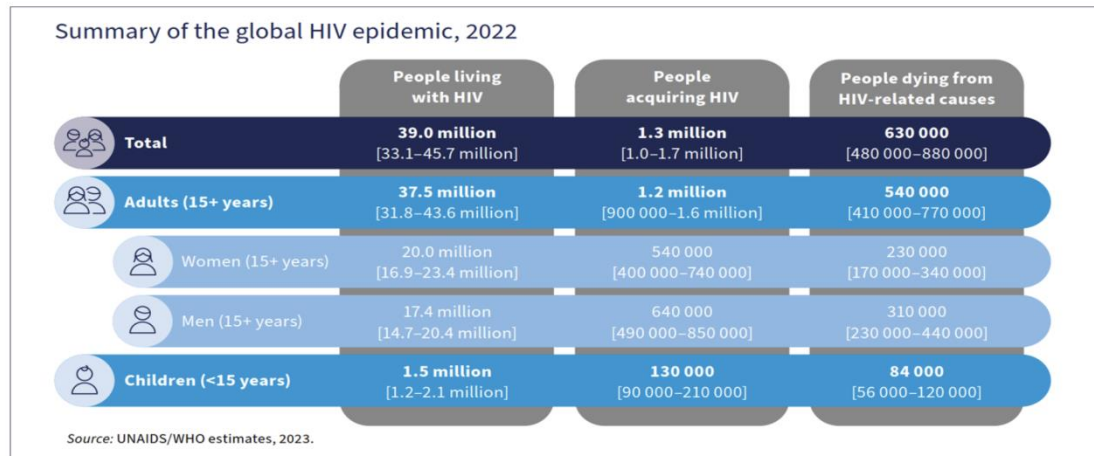 Summary of the global HIV epidemic, 2022
People living
with HIV
People
acquiring HIV
People dying from
HIV-related causes
Total
39.0 million
[33.1–45.7 million]
1.3 million
[1.0–1.7 million]
630 000
[480 000–880 000]
Adults (15+ years)
37.5 million
[31.8–43.6 million]
1.2 million
[900 000–1.6 million]
540 000
[410 000–770 000]
Women (15+ years)
20.0 million
[16.9–23.4 million]
540 000
[400 000–740 000]
230 000
[170 000–340 000]
Men (15+ years)
17.4 million
[14.7–20.4 million]
640 000
[490 000–850 000]
310 000
[230 000–440 000]
Children (<15 years)
1.5 million
[1.2–2.1 million]
130 000
[90 000–210 000]
84 000
[56 000–120 000]
Source: UNAIDS/WHO estimates, 2023.